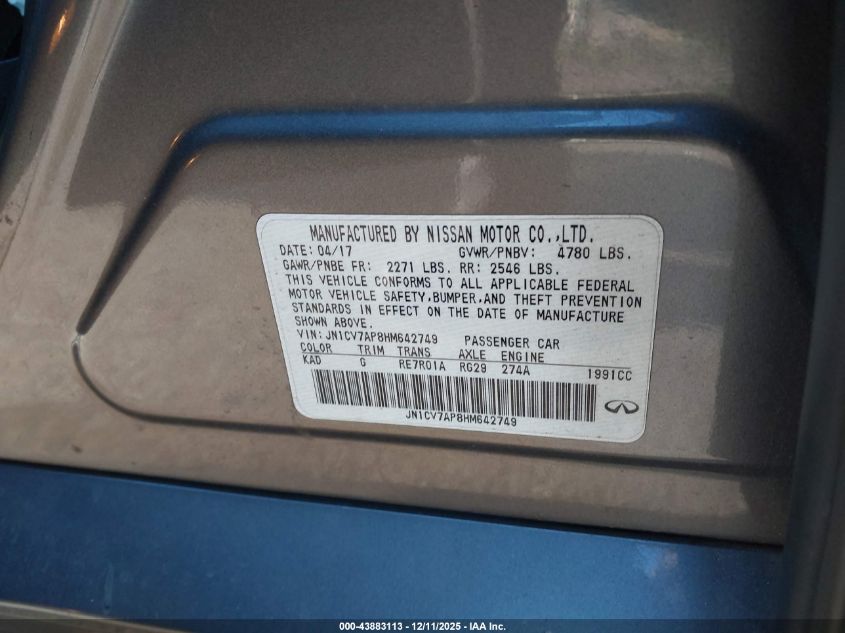 MANUFACTURED BY NISSAN MOTOR CO.,LTD.
DATE: 04/17 GVWR/PNBV: 4780 LBS.
GAWR/PNBE FR: 2271 LBS. RR: 2546 LBS.
THIS VEHICLE CONFORMS TO ALL APPLICABLE FEDERAL
MOTOR VEHICLE SAFETY,BUMPER,AND THEFT PREVENTION
STANDARDS IN EFFECT ON THE DATE OF MANUFACTURE
SHOWN ABOVE.
VIN: JN1CV7AP8HM642749 PASSENGER CAR
COLOR TRIM TRANS AXLE ENGINE
KAD G RE7R01A RG29 274A 1991CC
JN1CV7AP8HM642749
000-43883113 - 12/11/2025 - IAA Inc.